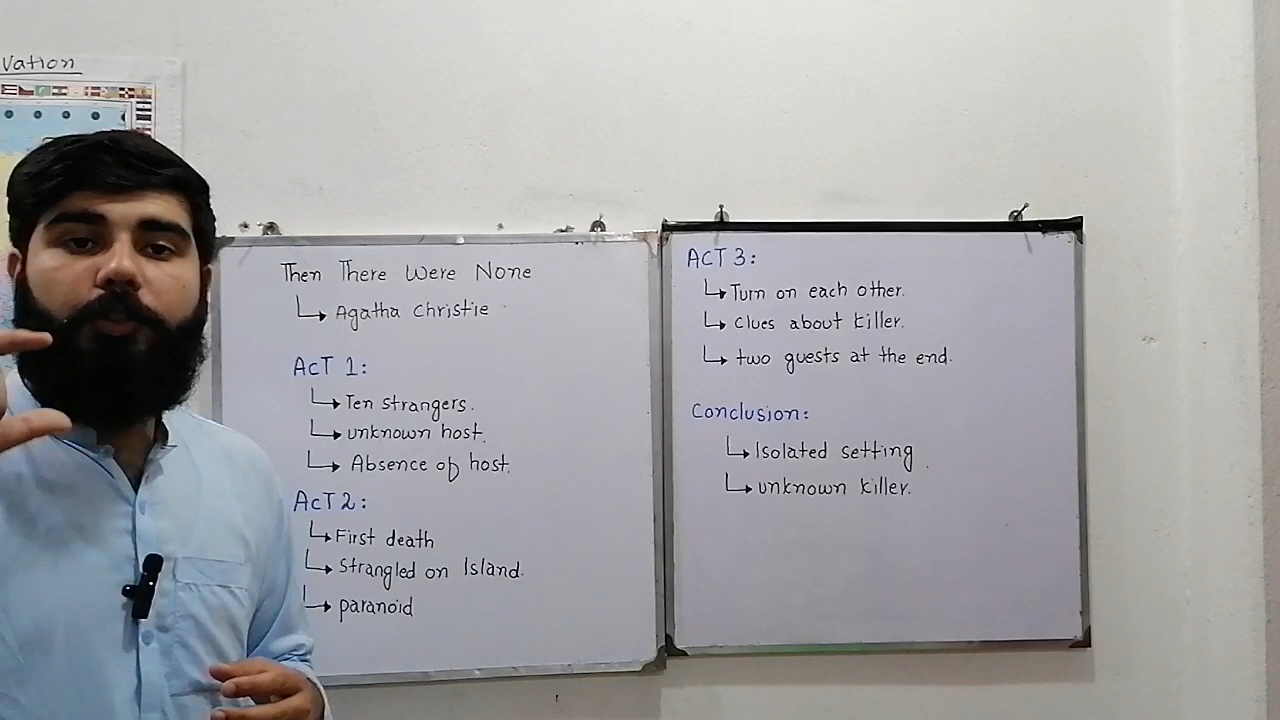 vation
Then There Were None
Agatha Christie
ACT 1:
Ten strangers.
unknown host.
Absence of host.
ACT 2:
First death
Strangled on Island.
paranoid
ACT 3:
Turn on each other.
Clues about killer.
two guests at the end.
Conclusion:
Isolated setting
unknown killer.